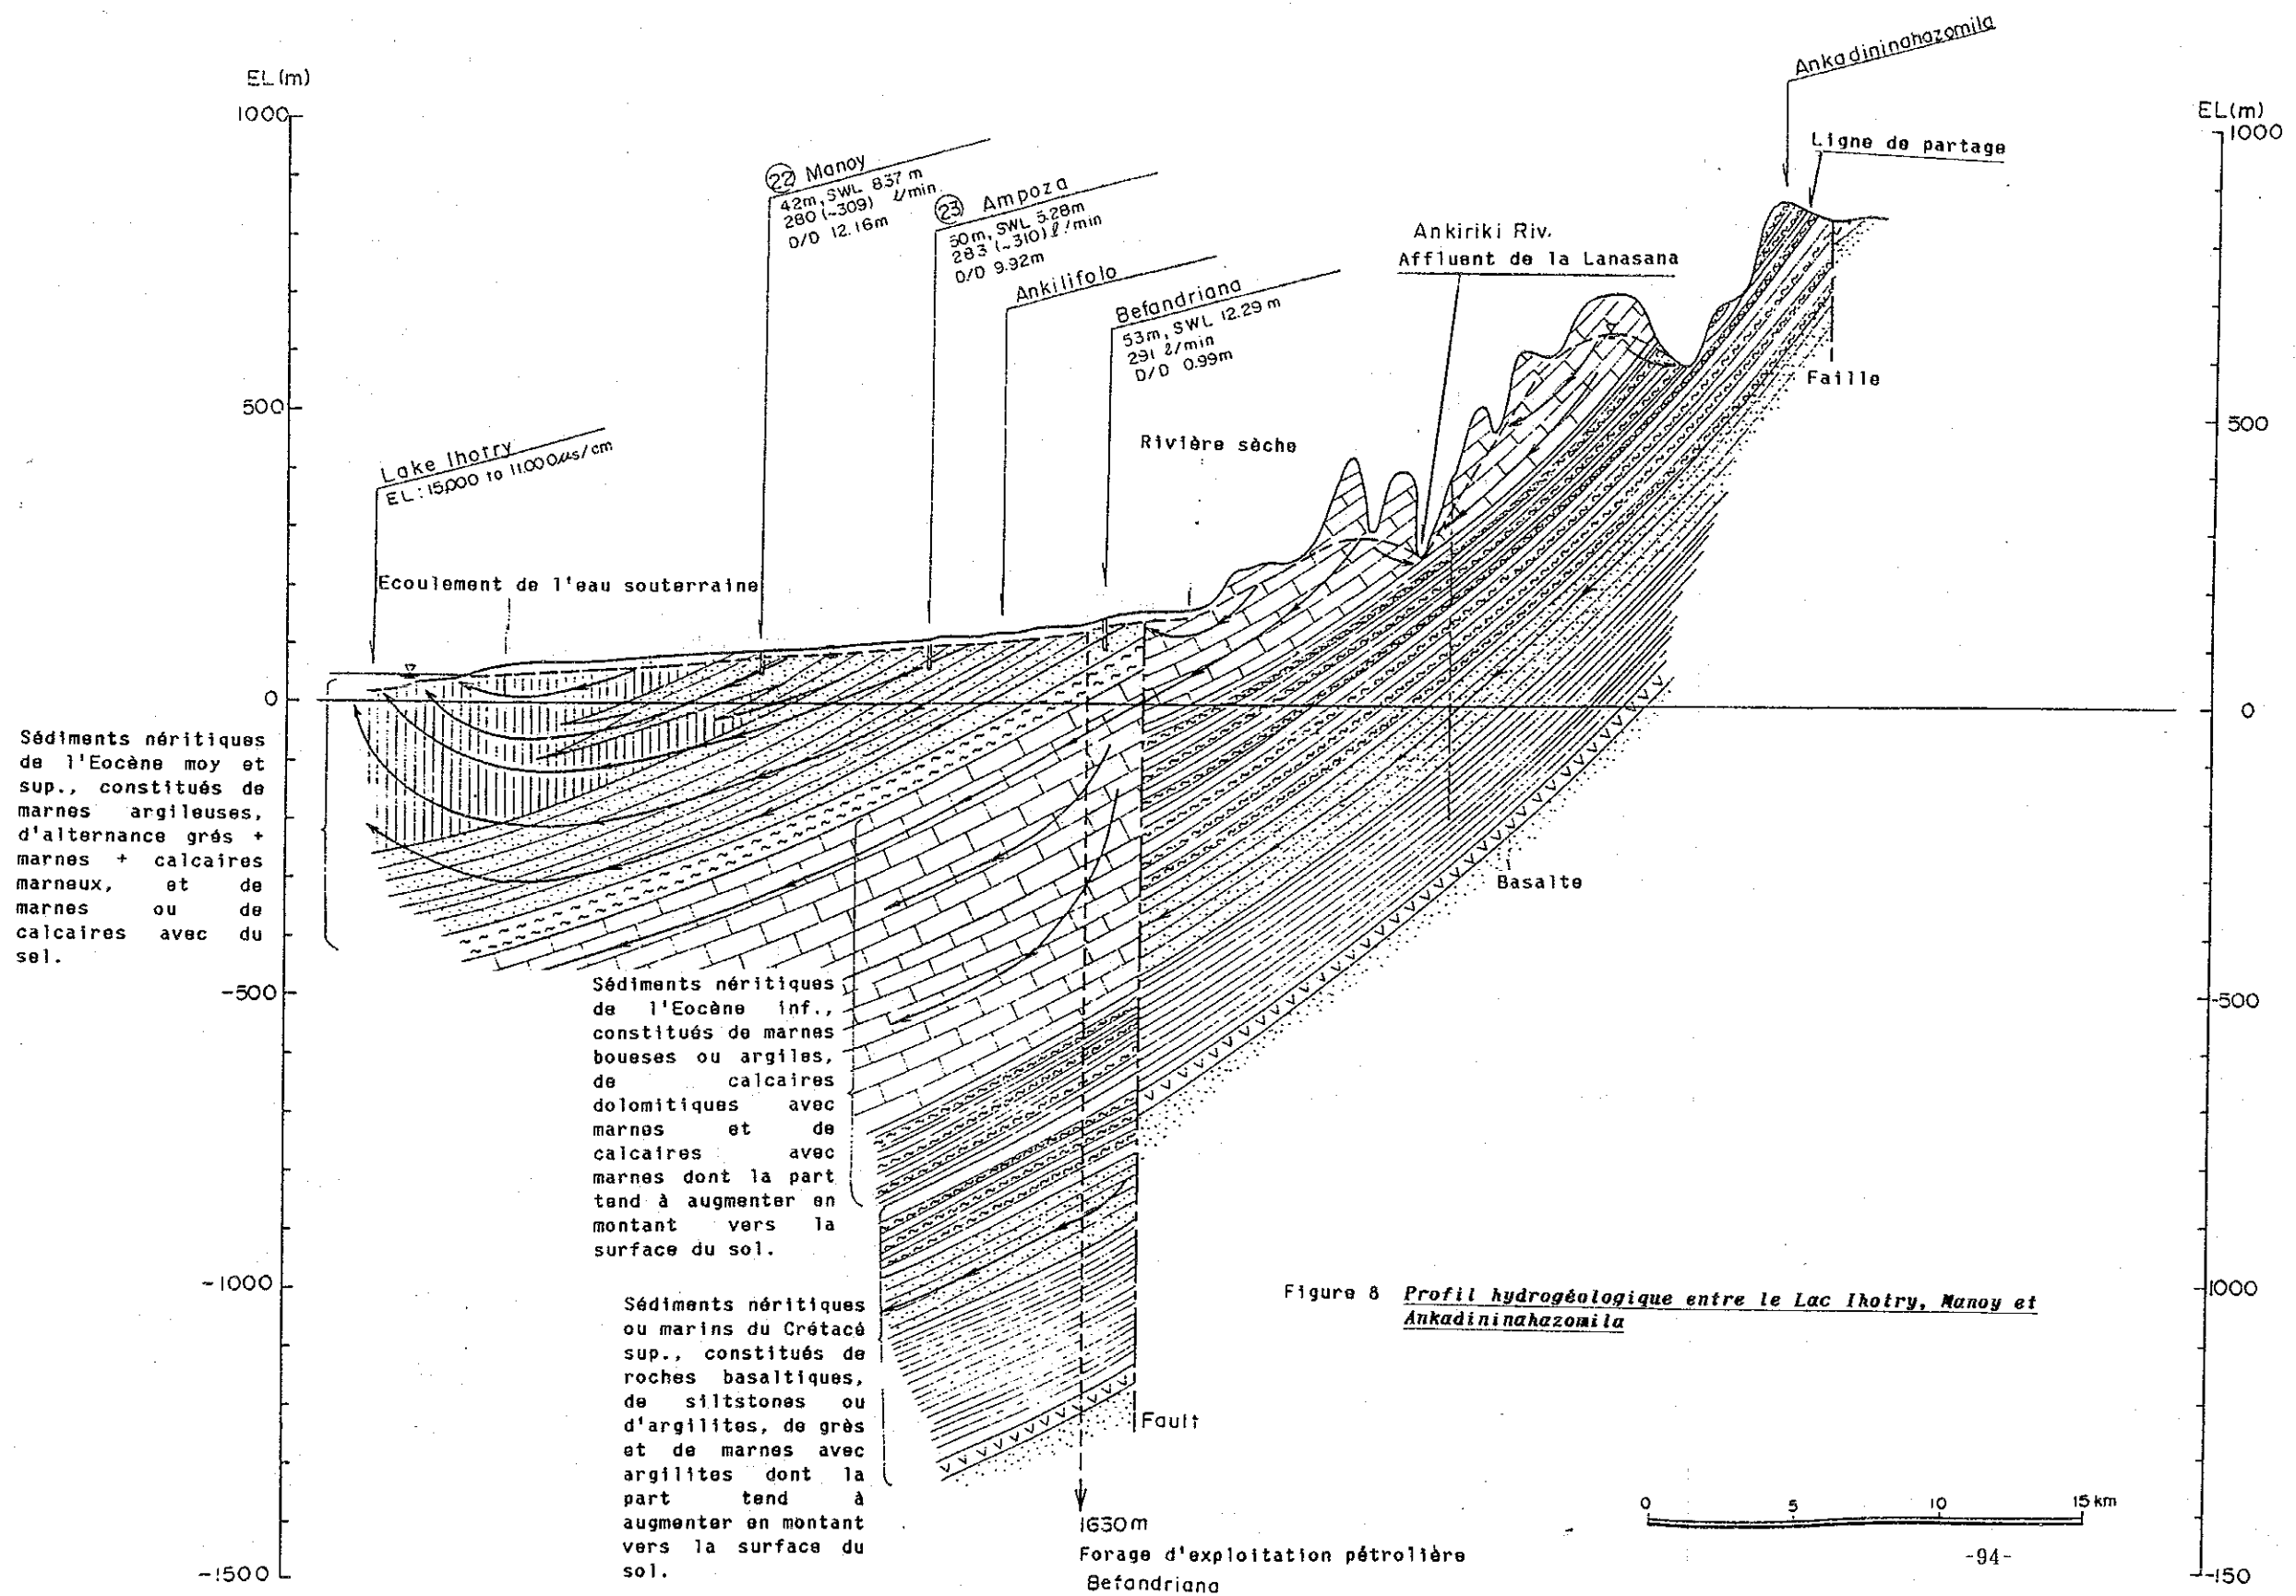 Ankadininahazomila
EL(m)
1000
EL(m)
1000
Ligne de partage
22 Manoy
42m, SWL 8.37 m
280 (~309) ℓ/min.
D/D 12.16m
23 Ampoza
50m, SWL 5.28m
283 (~310) ℓ/min
D/D 9.92m
Ankilifolo
Befandriana
53m, SWL 12.29 m
291 ℓ/min
D/D 0.99m
Ankiriki Riv.
Affluent de la Lanasana
Faille
500
500
Rivière sèche
Lake Ihotry
EL: 15,000 to 11.000 µs/cm
Ecoulement de l'eau souterraine
0
0
Sédiments néritiques
de l'Eocène moy et
sup., constitués de
marnes argileuses,
d'alternance grés +
marnes + calcaires
marneux, et de
marnes ou de
calcaires avec du
sel.
Basalte
-500
-500
Sédiments néritiques
de l'Eocène inf.,
constitués de marnes
boueses ou argiles,
de calcaires
dolomitiques avec
marnes et de
calcaires avec
marnes dont la part
tend à augmenter en
montant vers la
surface du sol.
-1000
-1000
Sédiments néritiques
ou marins du Crétacé
sup., constitués de
roches basaltiques,
de siltstones ou
d'argilites, de grès
et de marnes avec
argilites dont la
part tend à
augmenter en montant
vers la surface du
sol.
Figure 8 Profil hydrogéologique entre le Lac Ihotry, Manoy et
Ankadininahazomila
Fault
0 5 10 15 km
1630m
Forage d'exploitation pétrolière
Befandriana
-94-
-1500
-150